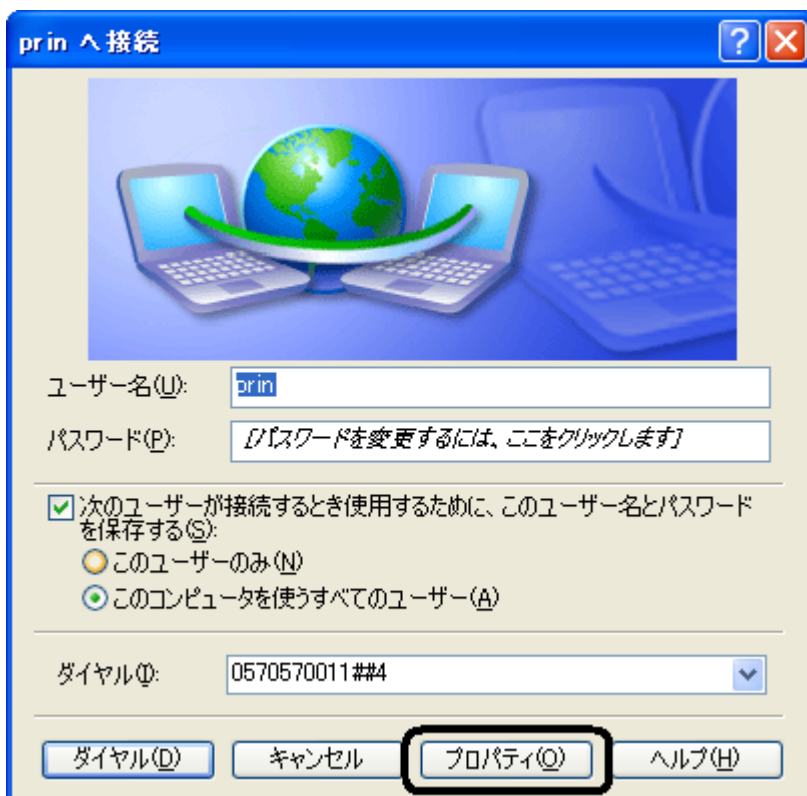 prin へ接続
ユーザー名(U):
prin
パスワード(P):
[パスワードを変更するには、ここをクリックします]
次のユーザーが接続するとき使用するために、このユーザー名とパスワード
を保存する(S):
このユーザーのみ(N)
このコンピュータを使うすべてのユーザー(A)
ダイヤル(I):
0570570011##4
ダイヤル(D) キャンセル プロパティ(O) ヘルプ(H)